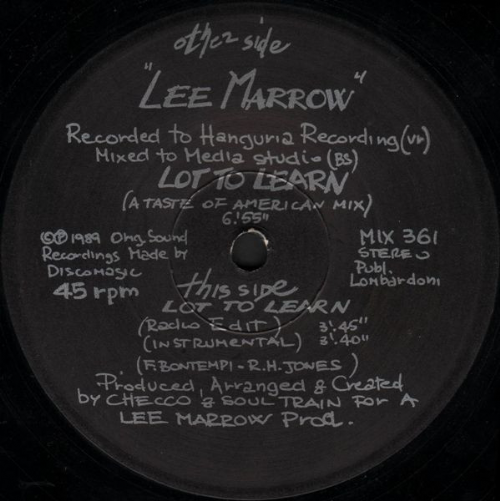 other side
"LEE MARROW"
Recorded to Hanguria Recording (VR)
Mixed to Media studio (BS)
LOT TO LEARN
(A TASTE OF AMERICAN MIX)
6'.55"
© ℗ 1989 Omg Sound
Recordings Made by
Discomagic
45 rpm
MIX 361
STEREO
Publ.
Lombardoni
this side
LOT TO LEARN
(Radio Edit) 3'.45"
(INSTRUMENTAL) 3'.40"
(F. BONTEMPI - R.H. JONES)
Produced, Arranged & Created
by CHECCO & SOUL TRAIN FOR A
LEE MARROW Prod.